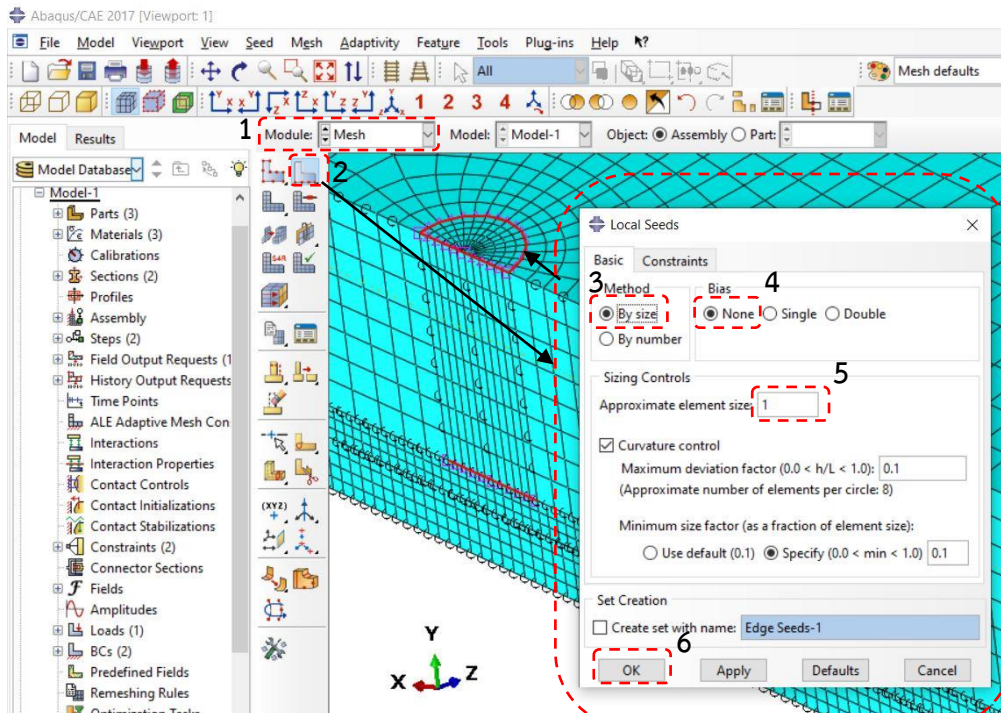 Abaqus/CAE 2017 [Viewport: 1]
File Model Viewport View Seed Mesh Adaptivity Feature Tools Plug-ins Help
All
Mesh defaults
1 2 3 4
1 Module: Mesh Model: Model-1 Object: Assembly Part:
Model Results
Model Database
2
Model-1
Parts (3)
Materials (3)
Calibrations
Sections (2)
Profiles
Assembly
Steps (2)
Field Output Requests (1
History Output Requests
Time Points
ALE Adaptive Mesh Con
Interactions
Interaction Properties
Contact Controls
Contact Initializations
Contact Stabilizations
Constraints (2)
Connector Sections
Fields
Amplitudes
Loads (1)
BCs (2)
Predefined Fields
Remeshing Rules
Optimization Tasks
(XYZ)
Y
X
Z
Local Seeds
Basic Constraints
3 Method
By size
By number
Bias 4
None Single Double
Sizing Controls
5
Approximate element size: 1
Curvature control
Maximum deviation factor (0.0 < h/L < 1.0): 0.1
(Approximate number of elements per circle: 8)
Minimum size factor (as a fraction of element size):
Use default (0.1) Specify (0.0 < min < 1.0) 0.1
Set Creation
Create set with name: Edge Seeds-1
6
OK Apply Defaults Cancel